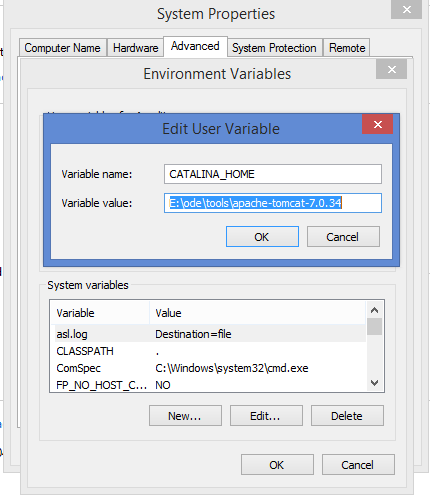 System Properties
Computer Name Hardware Advanced System Protection Remote
Environment Variables
Edit User Variable
Variable name: CATALINA_HOME
Variable value: E:\ode\tools\apache-tomcat-7.0.34
OK Cancel
System variables
Variable Value
asl.log Destination=file
CLASSPATH .
ComSpec C:\Windows\system32\cmd.exe
FP_NO_HOST_C... NO
New... Edit... Delete
OK Cancel